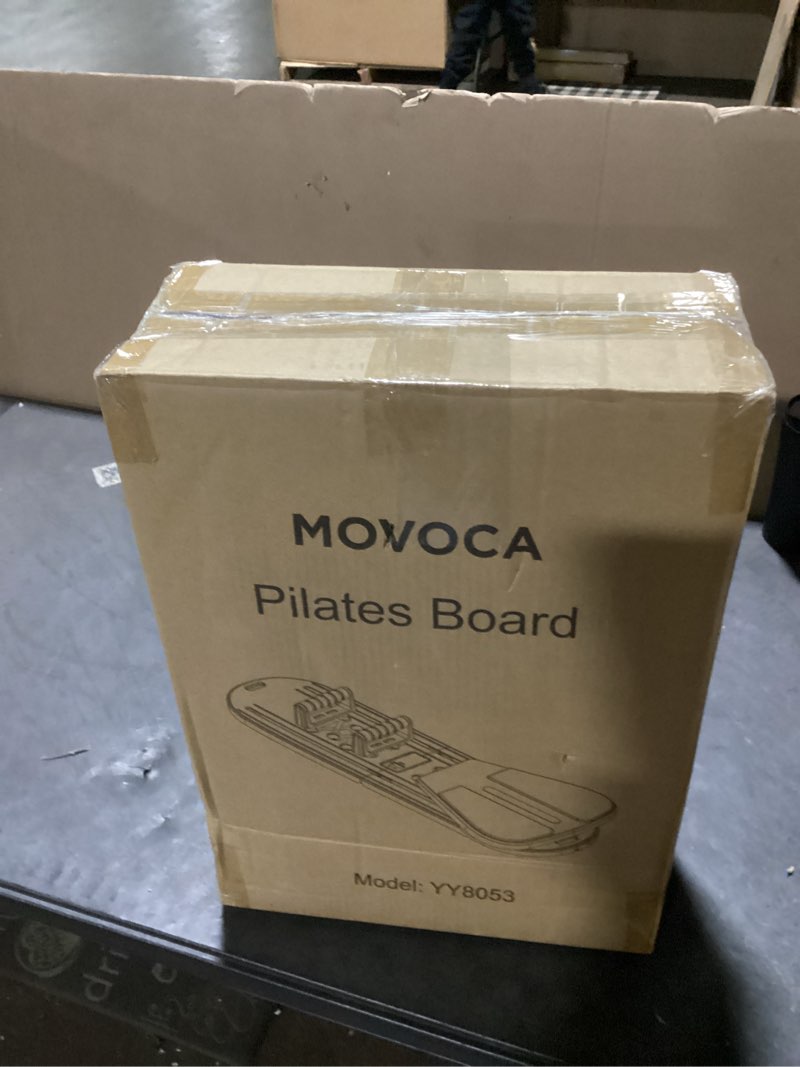 MOVOCA
Pilates Board
Model: YY8053